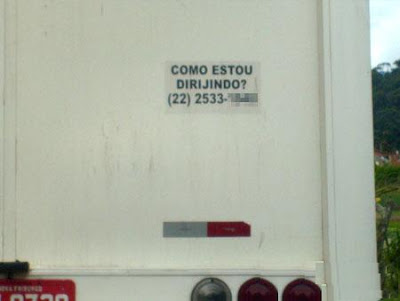 COMO ESTOU
DIRIJINDO?
(22) 2533-